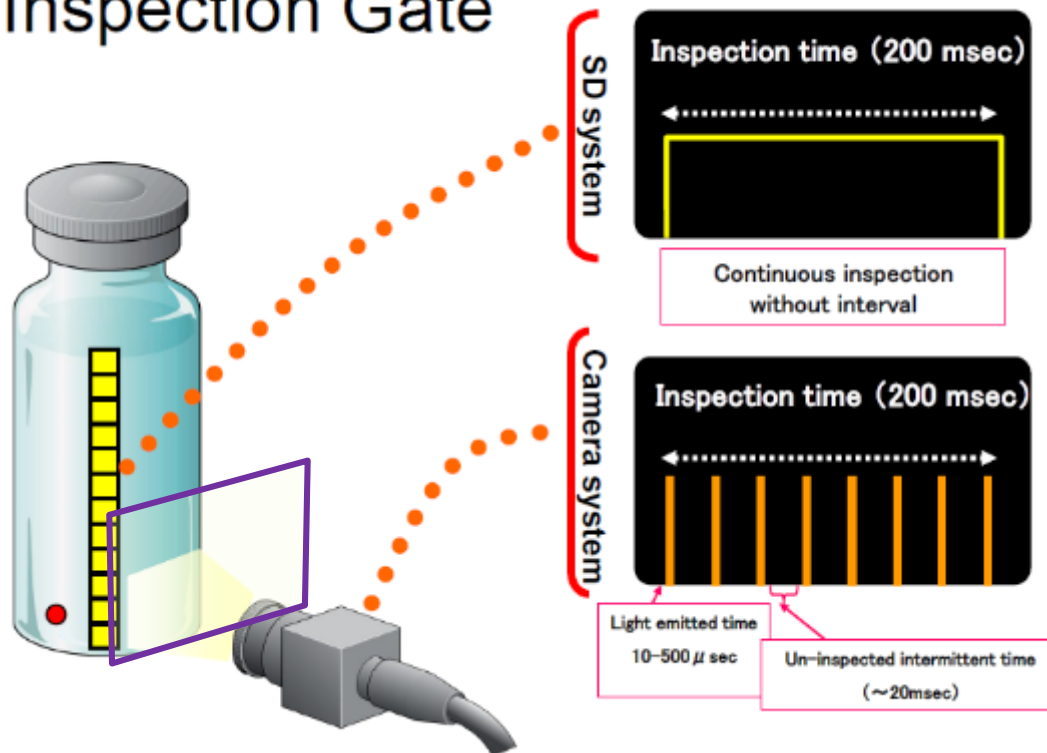 Inspection Gate
SD system
Inspection time (200 msec)
Continuous inspection
without interval
Camera system
Inspection time (200 msec)
Light emitted time
10-500 μ sec
Un-inspected intermittent time
(~20msec)